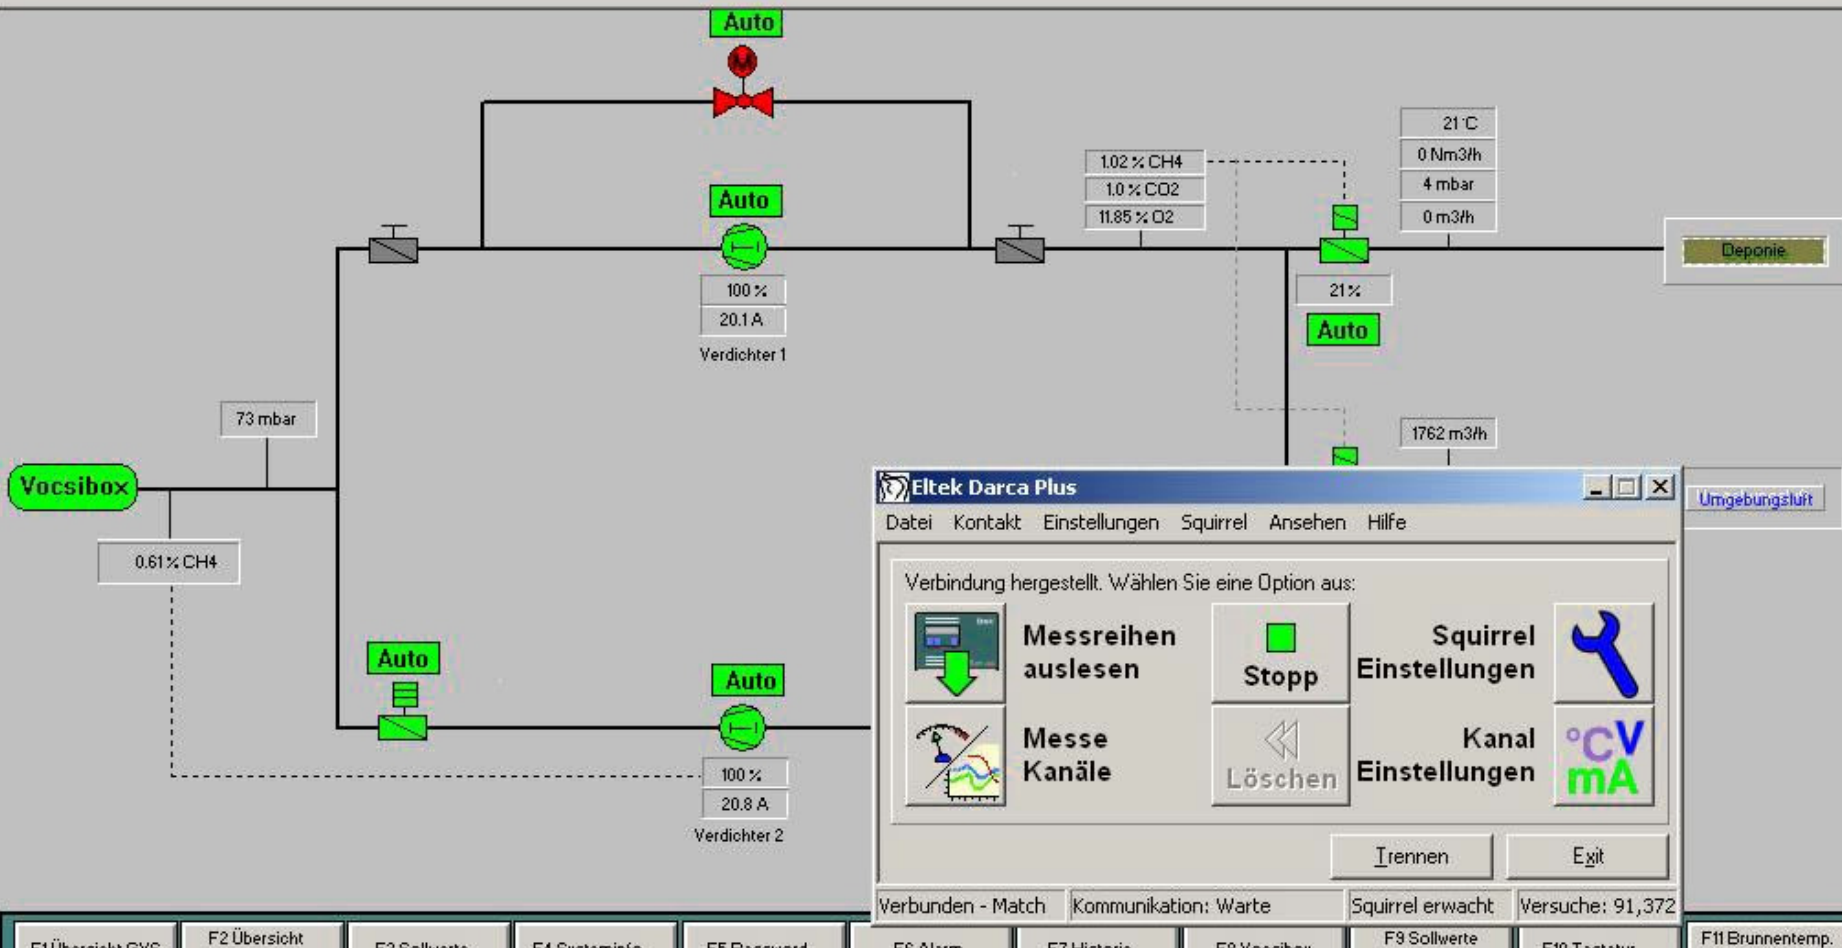 Auto
M
21°C
0 Nm3/h
4 mbar
0 m3/h
1.02 % CH4
1.0 % CO2
11.85 % O2
Auto
Deponie
100 %
20.1 A
Verdichter 1
21 %
Auto
73 mbar
1762 m3/h
Vocsibox
Umgebungsluft
0.61 % CH4
Auto
Auto
100 %
20.8 A
Verdichter 2
Eltek Darca Plus
Datei Kontakt Einstellungen Squirrel Ansehen Hilfe
Verbindung hergestellt. Wählen Sie eine Option aus:
Messreihen
auslesen
Stopp
Squirrel
Einstellungen
Messe
Kanäle
Löschen
Kanal
Einstellungen
°CV
mA
Trennen Exit
Verbunden - Match Kommunikation: Warte Squirrel erwacht Versuche: 91,372
F2 Übersicht
F9 Sollwerte
F11 Brunnentemp.